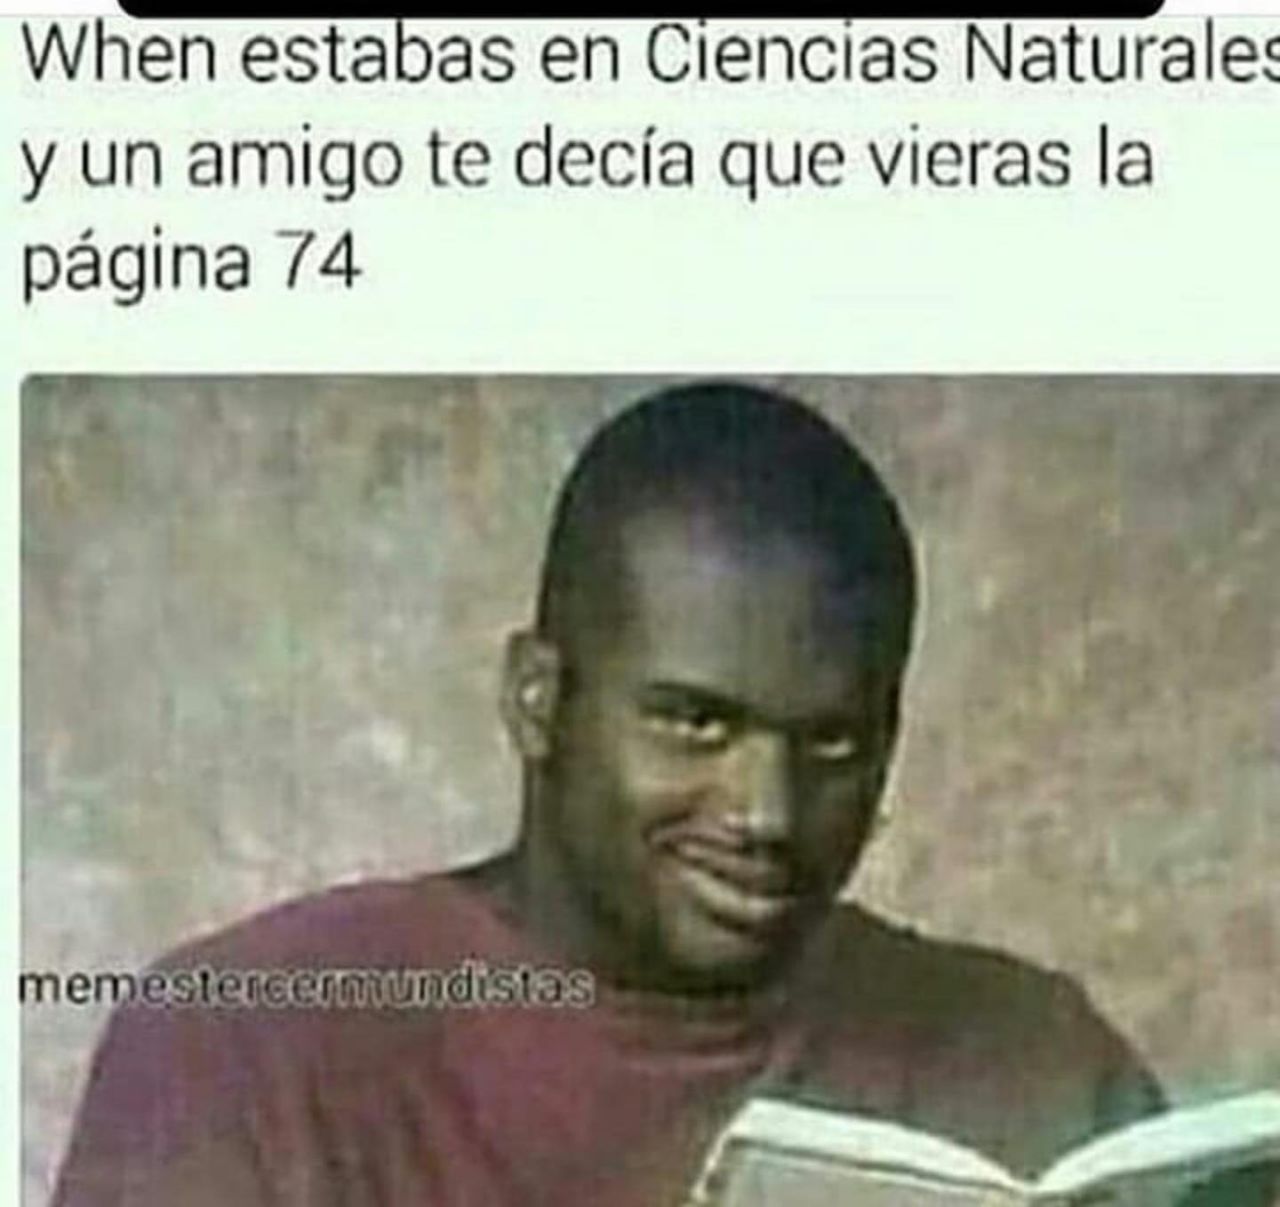 When estabas en Ciencias Naturales
y un amigo te decía que vieras la
página 74
memestercermundistas